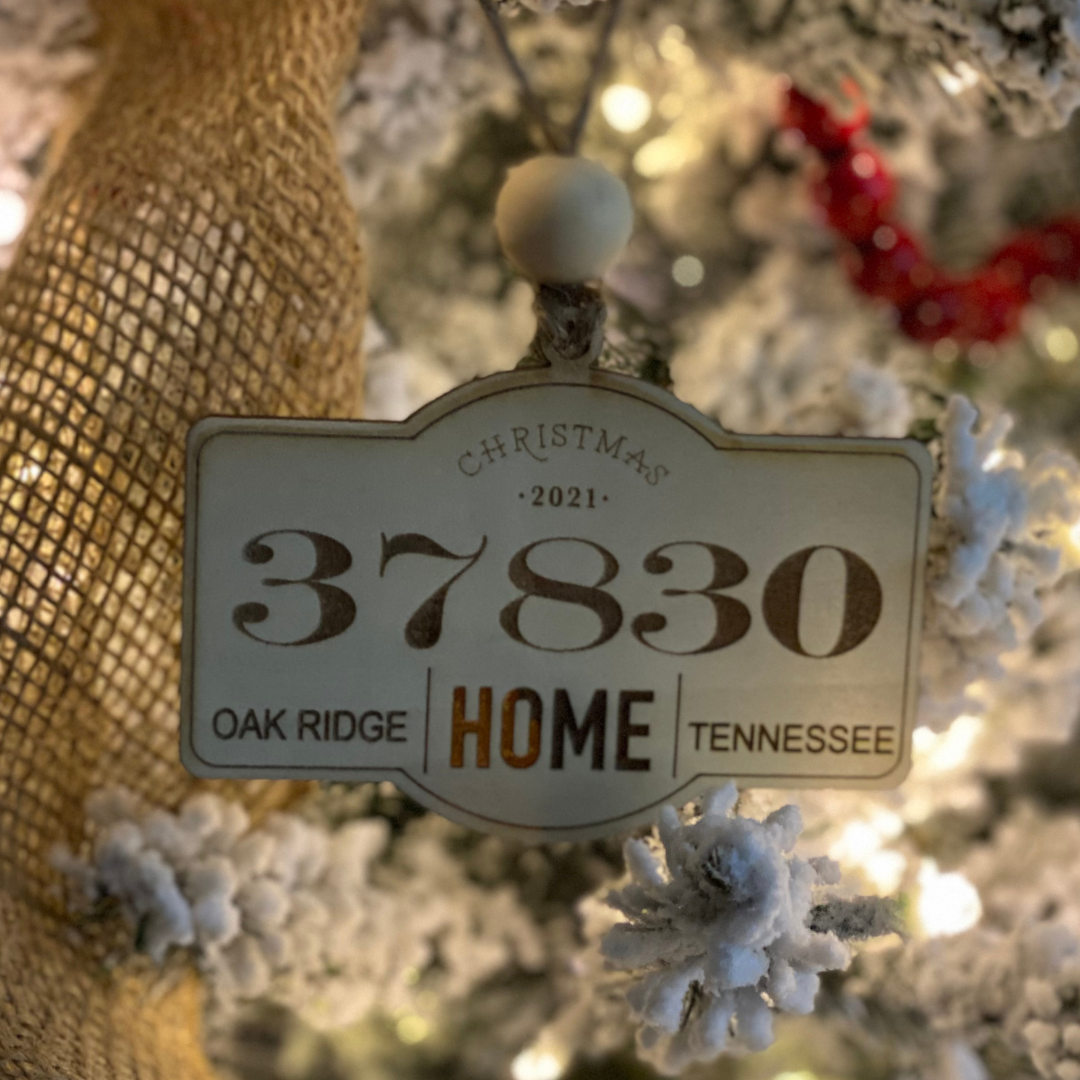 CHRISTMAS
·2021·
37830
OAK RIDGE HOME TENNESSEE